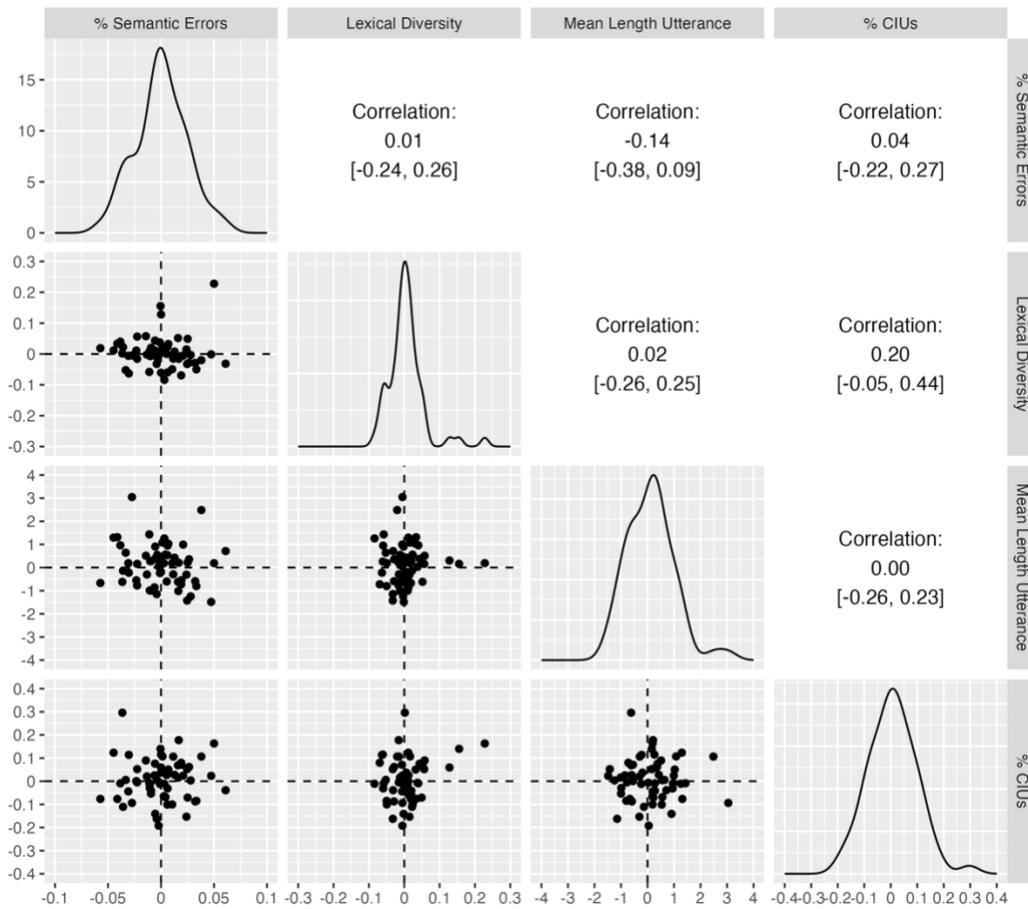 % Semantic Errors
Lexical Diversity
Mean Length Utterance
% CIUs
15
10
5
0
Correlation:
0.01
[-0.24, 0.26]
Correlation:
-0.14
[-0.38, 0.09]
Correlation:
0.04
[-0.22, 0.27]
% Semantic Errors
0.3
0.2
0.1
0
-0.1
-0.2
-0.3
Correlation:
0.02
[-0.26, 0.25]
Correlation:
0.20
[-0.05, 0.44]
Lexical Diversity
4
3
2
1
0
-1
-2
-3
-4
Correlation:
0.00
[-0.26, 0.23]
Mean Length Utterance
0.4
0.3
0.2
0.1
0
-0.1
-0.2
-0.3
-0.4
% CIUs
-0.1 -0.05 0 0.05 0.1
-0.3 -0.2 -0.1 0 0.1 0.2 0.3
-4 -3 -2 -1 0 1 2 3 4
-0.4 -0.3 -0.2 -0.1 0 0.1 0.2 0.3 0.4